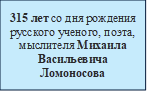 315 лет со дня рождения
русского ученого, поэта,
мыслителя Михаила
Васильевича
Ломоносова